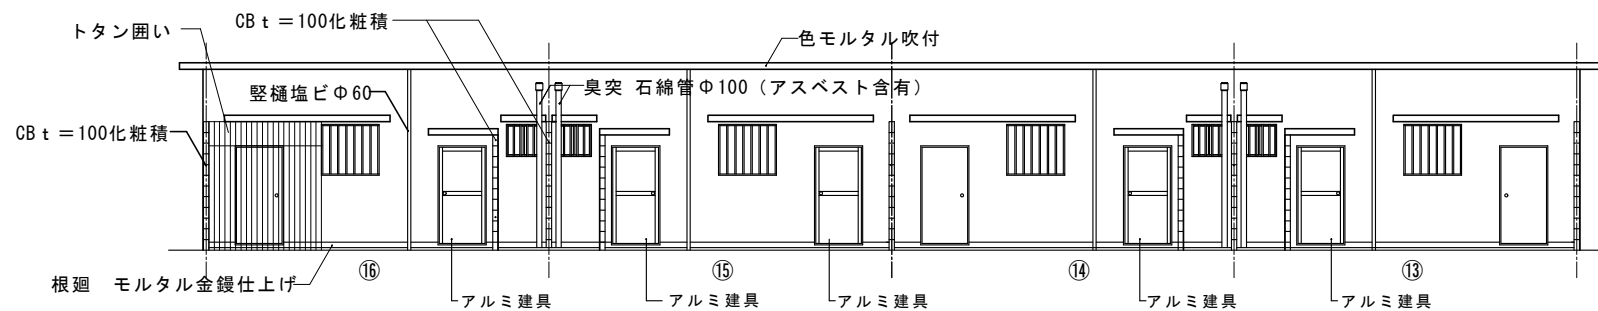 CBt=100化粧積
トタン囲い
色モルタル吹付
竪樋塩ビΦ60
臭突 石綿管Φ100(アスベスト含有)
CBt=100化粧積
⑯
⑮
⑭
⑬
根廻 モルタル金鏝仕上げ
アルミ建具
アルミ建具
アルミ建具
アルミ建具
アルミ建具